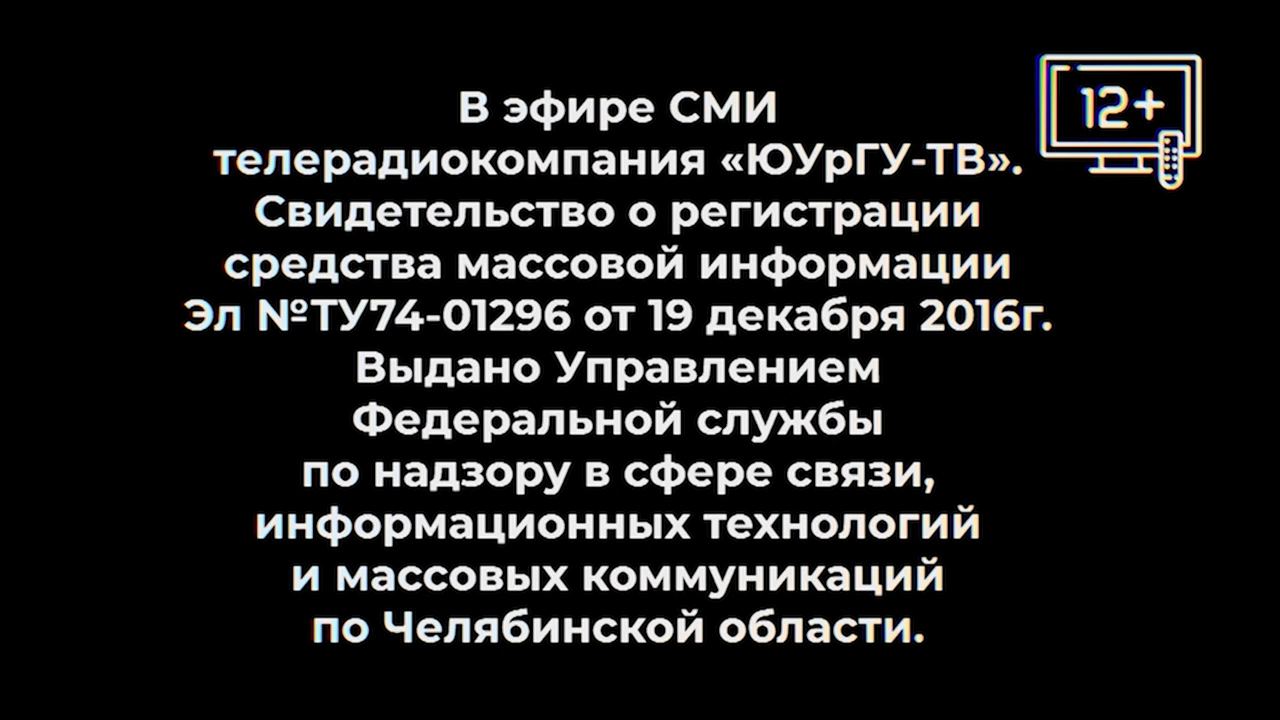 В эфире СМИ
12+
телерадиокомпания «ЮУрГУ-ТВ».
Свидетельство о регистрации
средства массовой информации
Эл №ТУ74-01296 от 19 декабря 2016г.
Выдано Управлением
Федеральной службы
по надзору в сфере связи,
информационных технологий
и массовых коммуникаций
по Челябинской области.